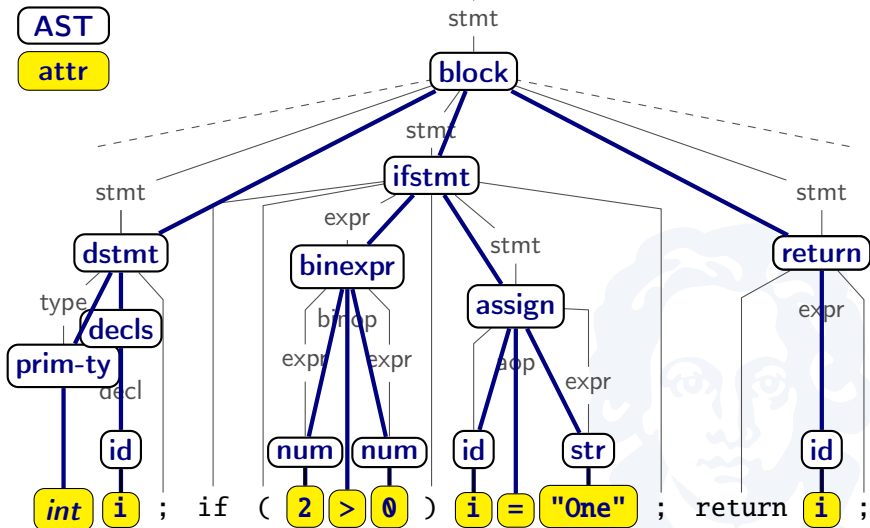 stmt
AST
attr
block
stmt
ifstmt
stmt expr stmt
dstmt binexpr stmt return
type assign expr
decls binop
prim-ty expr expr aop expr
decl
id num num id str id
int i ; if ( 2 > 0 ) i = "One" ; return i ;